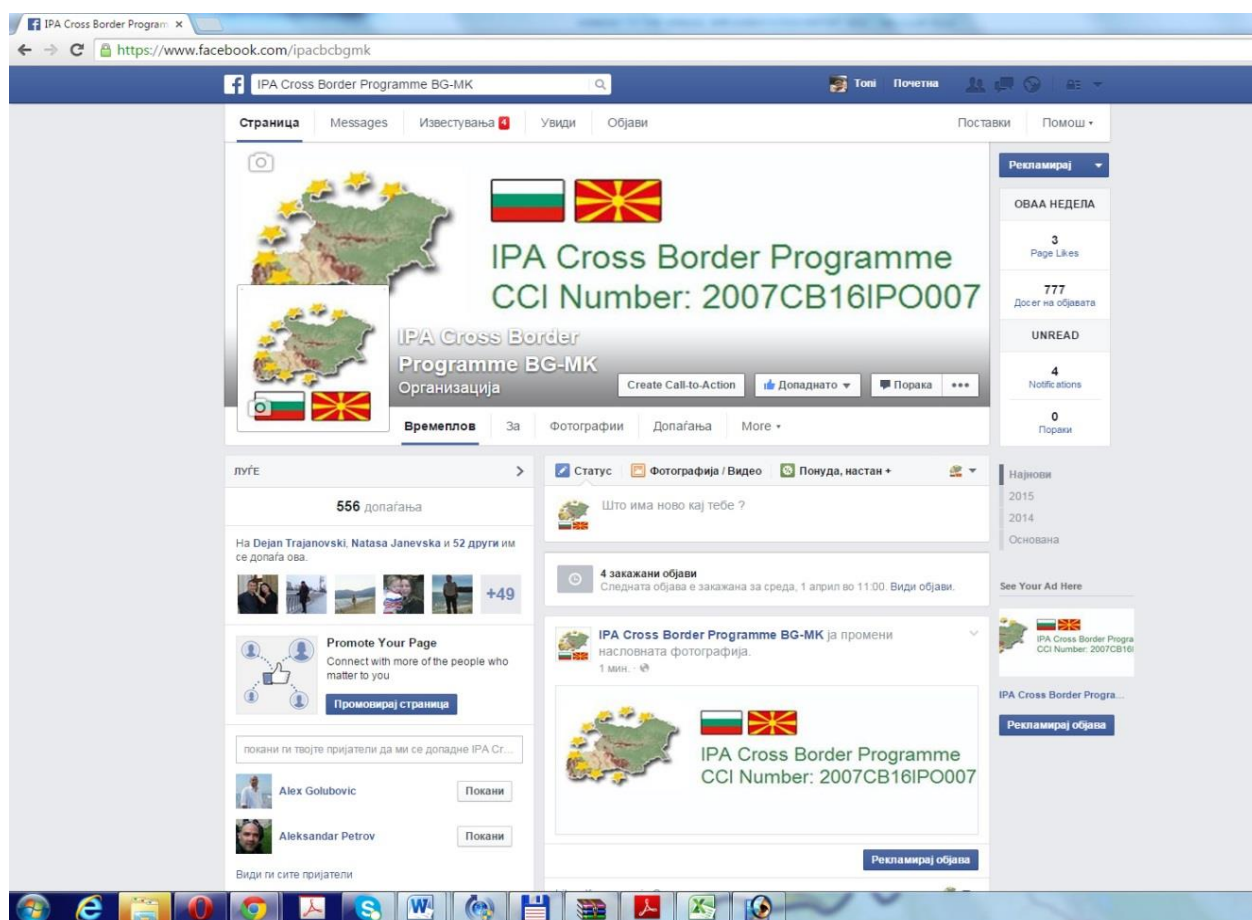 IPA Cross Border Program
https://www.facebook.com/ipacbcbgmk
IPA Cross Border Programme BG-MK
Toni Почетна
Страница Messages Известувања 4 Увиди Објави Поставки Помош
IPA Cross Border Programme
CCI Number: 2007CB16IPO007
IPA Cross Border
Programme BG-MK
Организација
Create Call-to-Action Допаднато Порака
Времеплов За Фотографии Допаѓања More
Рекламирај
ОВАА НЕДЕЛА
3
Page Likes
777
Досег на објавата
UNREAD
4
Notifications
0
Пораки
Најнови
2015
2014
Основана
See Your Ad Here
IPA Cross Border Progra
CCI Number: 2007CB16I
IPA Cross Border Progra...
Рекламирај објава
ЛУЃЕ
556 допаѓања
На Dejan Trajanovski, Natasa Janevska и 52 други им
се допаѓа ова.
+49
Promote Your Page
Connect with more of the people who
matter to you
Промовирај страница
покани ги твојте пријатели да ми се допадне IPA Cr...
Alex Golubovic Покани
Aleksandar Petrov Покани
Види ги сите пријатели
Статус Фотографија / Видео Понуда, настан +
Што има ново кај тебе ?
4 закажани објави
Следната објава е закажана за среда, 1 април во 11:00. Види објави.
IPA Cross Border Programme BG-MK ја промени
насловната фотографија.
1 мин.
IPA Cross Border Programme
CCI Number: 2007CB16IPO007
Рекламирај објава